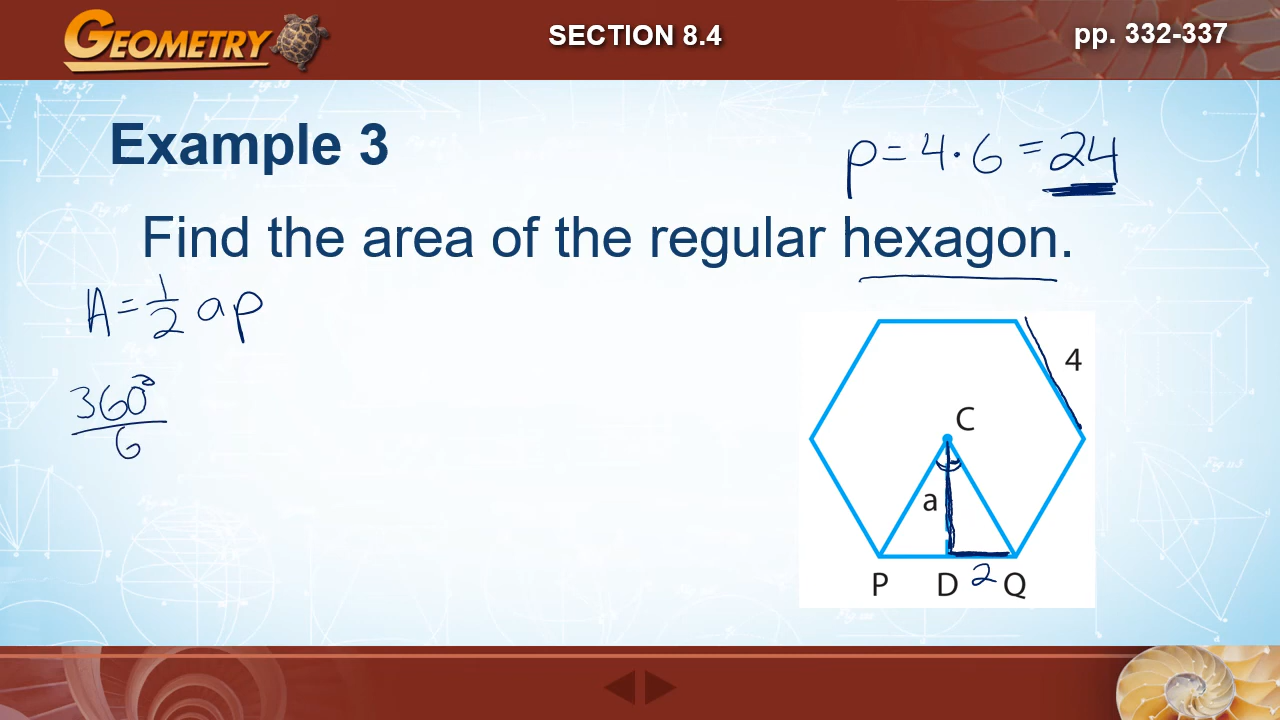 GEOMETRY
SECTION 8.4
pp. 332-337
Example 3
p = 4 · 6 = 24
Find the area of the regular hexagon.
A = 1/2 ap
360°
6
4
C
a
P D 2 Q